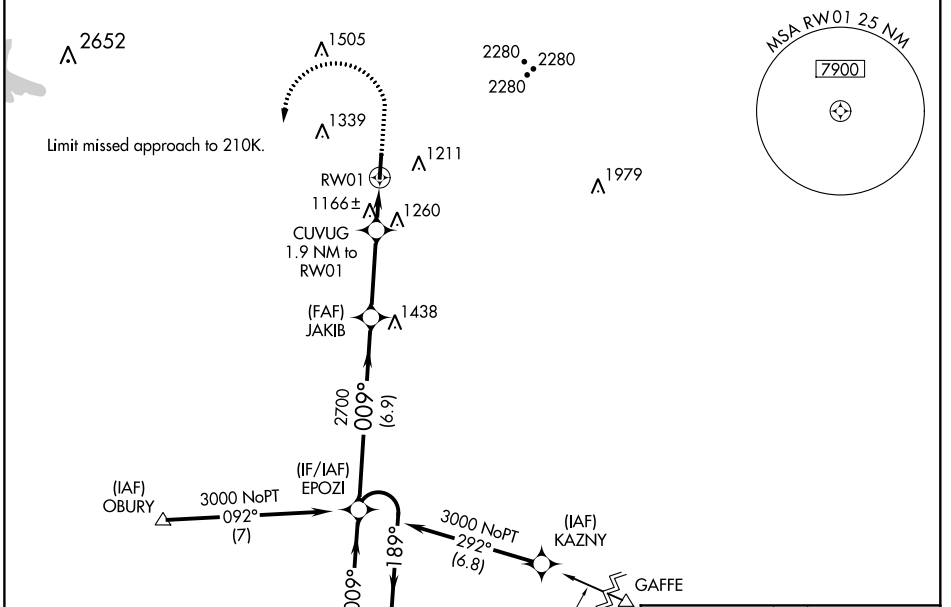 2652
1505
2280
2280
2280
MSA RW01 25 NM
7900
Limit missed approach to 210K.
1339
1211
RW01
1979
1166±
1260
CUVUG
1.9 NM to
RW01
(FAF)
JAKIB
1438
2700
009°
(6.9)
(IF/IAF)
EPOZI
(IAF)
OBURY
3000 NoPT
092°
(7)
3000 NoPT
292°
(6.8)
(IAF)
KAZNY
189°
009°
GAFFE